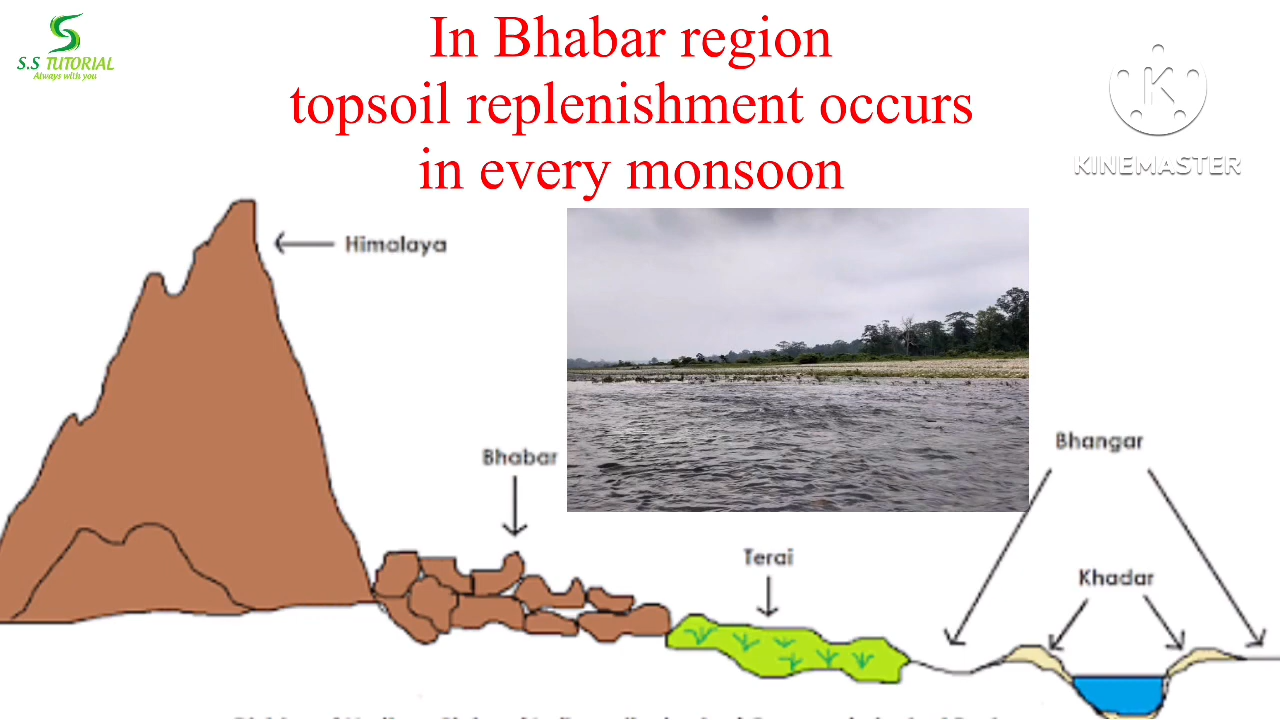 In Bhabar region
topsoil replenishment occurs
in every monsoon
S.S TUTORIAL
Always with you
K
KINEMASTER
Himalaya
Bhabar
Bhangar
Terai
Khadar